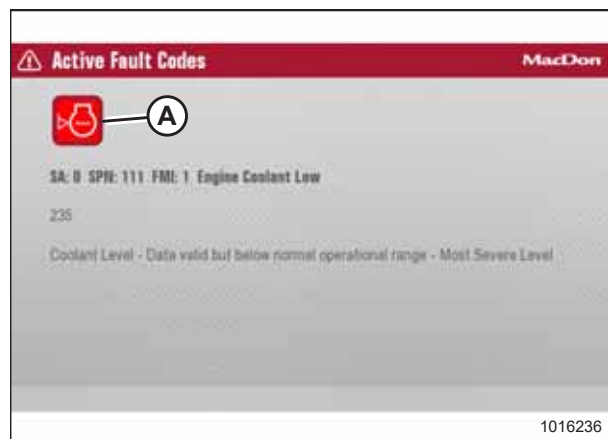 Active Fault Codes
MacDon
A
SA: 0 SPN: 111 FMI: 1 Engine Coolant Low
235
Coolant Level - Data valid but below normal operational range - Most Severe Level
1016236